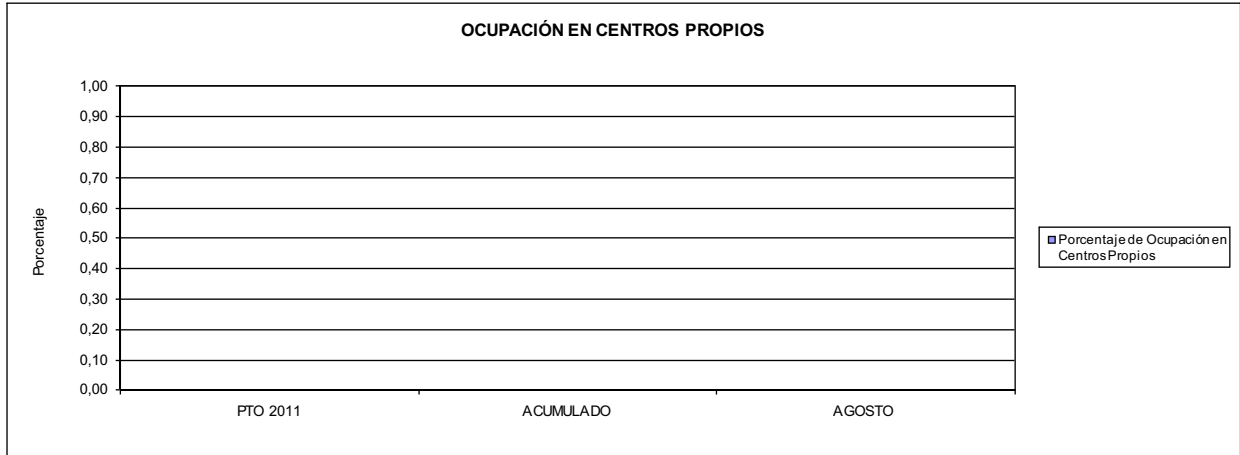 OCUPACIÓN EN CENTROS PROPIOS
1,00
0,90
0,80
0,70
0,60
0,50
0,40
0,30
0,20
0,10
0,00
Porcentaje
PTO 2011
ACUMULADO
AGOSTO
Porcentaje de Ocupación en
Centros Propios